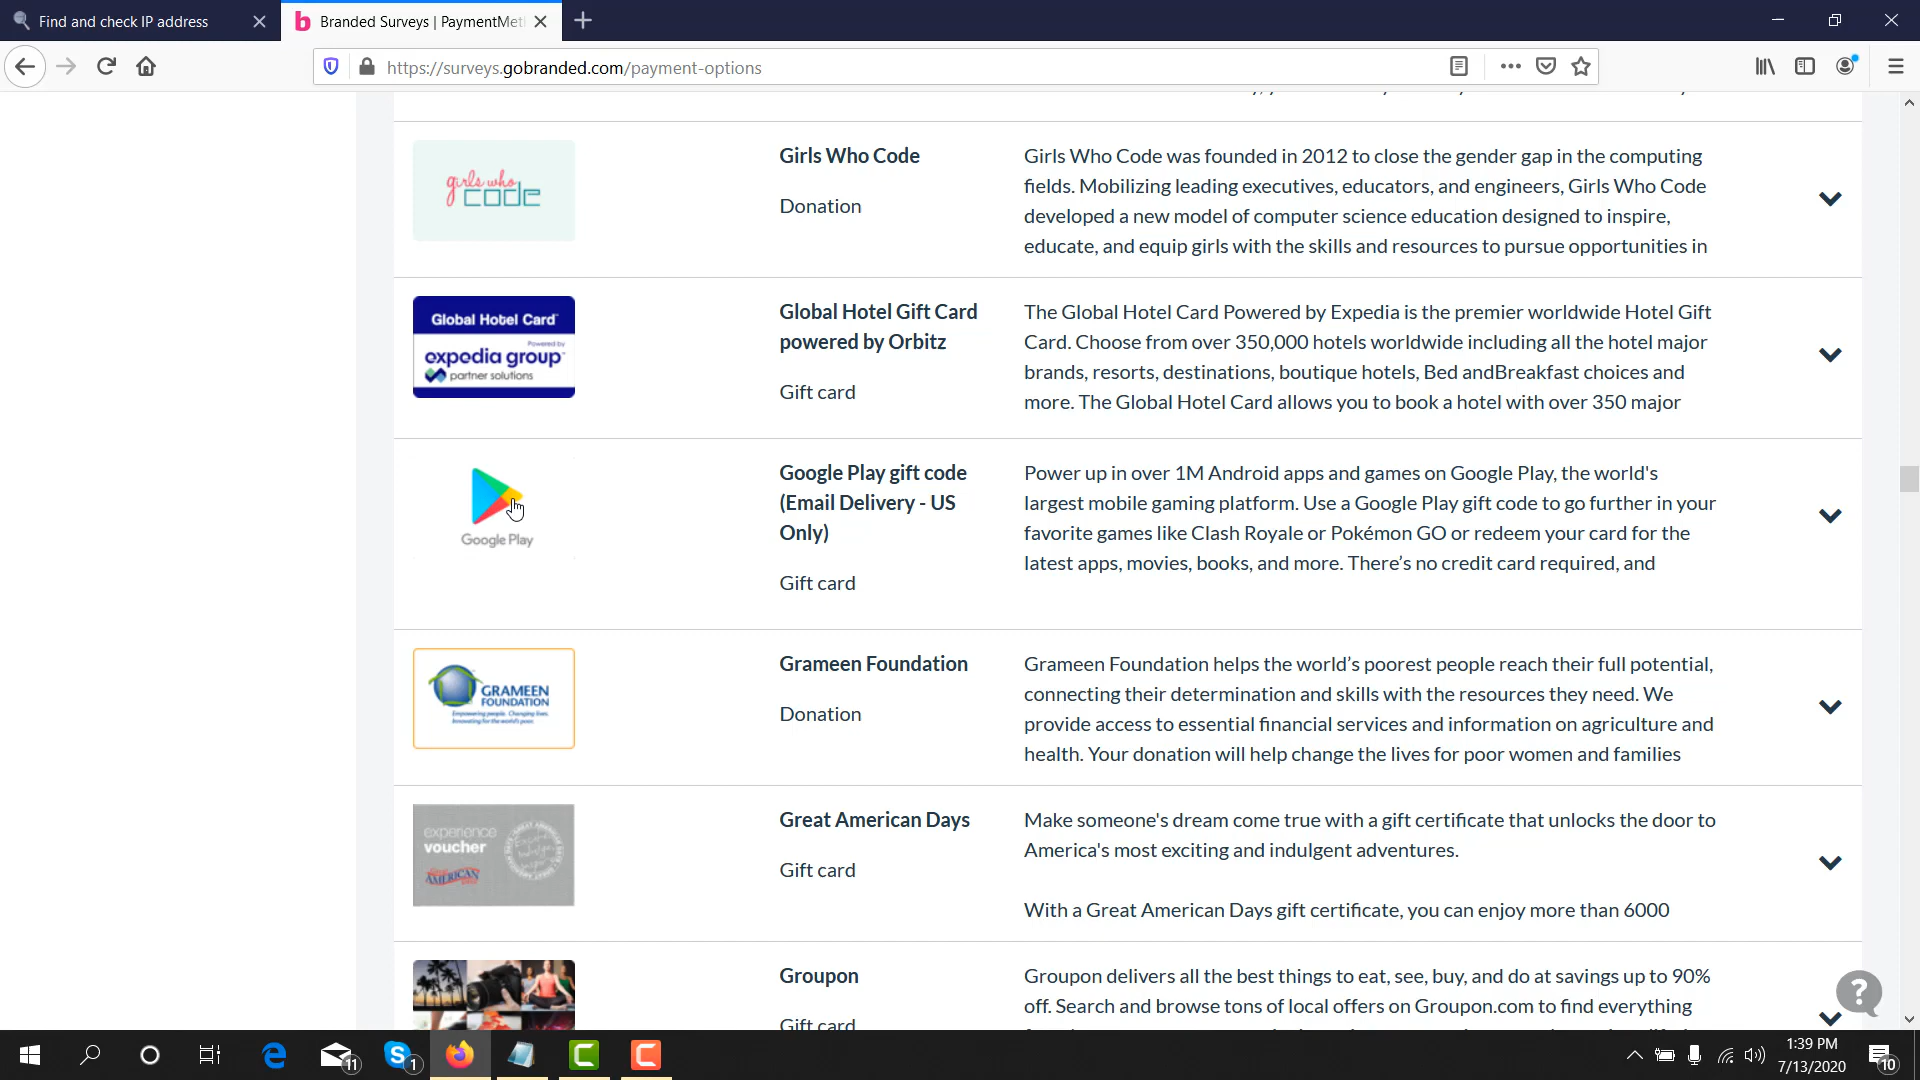 Find and check IP address
Branded Surveys | PaymentMet
https://surveys.gobranded.com/payment-options
girls who
code
Girls Who Code
Donation
Girls Who Code was founded in 2012 to close the gender gap in the computing
fields. Mobilizing leading executives, educators, and engineers, Girls Who Code
developed a new model of computer science education designed to inspire,
educate, and equip girls with the skills and resources to pursue opportunities in
Global Hotel Card
Powered by
expedia group
partner solutions
Global Hotel Gift Card
powered by Orbitz
Gift card
The Global Hotel Card Powered by Expedia is the premier worldwide Hotel Gift
Card. Choose from over 350,000 hotels worldwide including all the hotel major
brands, resorts, destinations, boutique hotels, Bed andBreakfast choices and
more. The Global Hotel Card allows you to book a hotel with over 350 major
Google Play
Google Play gift code
(Email Delivery - US
Only)
Gift card
Power up in over 1M Android apps and games on Google Play, the world's
largest mobile gaming platform. Use a Google Play gift code to go further in your
favorite games like Clash Royale or Pokémon GO or redeem your card for the
latest apps, movies, books, and more. There’s no credit card required, and
GRAMEEN
FOUNDATION
Empowering people. Changing lives.
Innovating for the world's poor.
Grameen Foundation
Donation
Grameen Foundation helps the world’s poorest people reach their full potential,
connecting their determination and skills with the resources they need. We
provide access to essential financial services and information on agriculture and
health. Your donation will help change the lives for poor women and families
experience
voucher
AMERICAN
Great American Days
Gift card
Make someone's dream come true with a gift certificate that unlocks the door to
America's most exciting and indulgent adventures.
With a Great American Days gift certificate, you can enjoy more than 6000
Groupon
Gift card
Groupon delivers all the best things to eat, see, buy, and do at savings up to 90%
off. Search and browse tons of local offers on Groupon.com to find everything
?
11
1
1:39 PM
7/13/2020
10